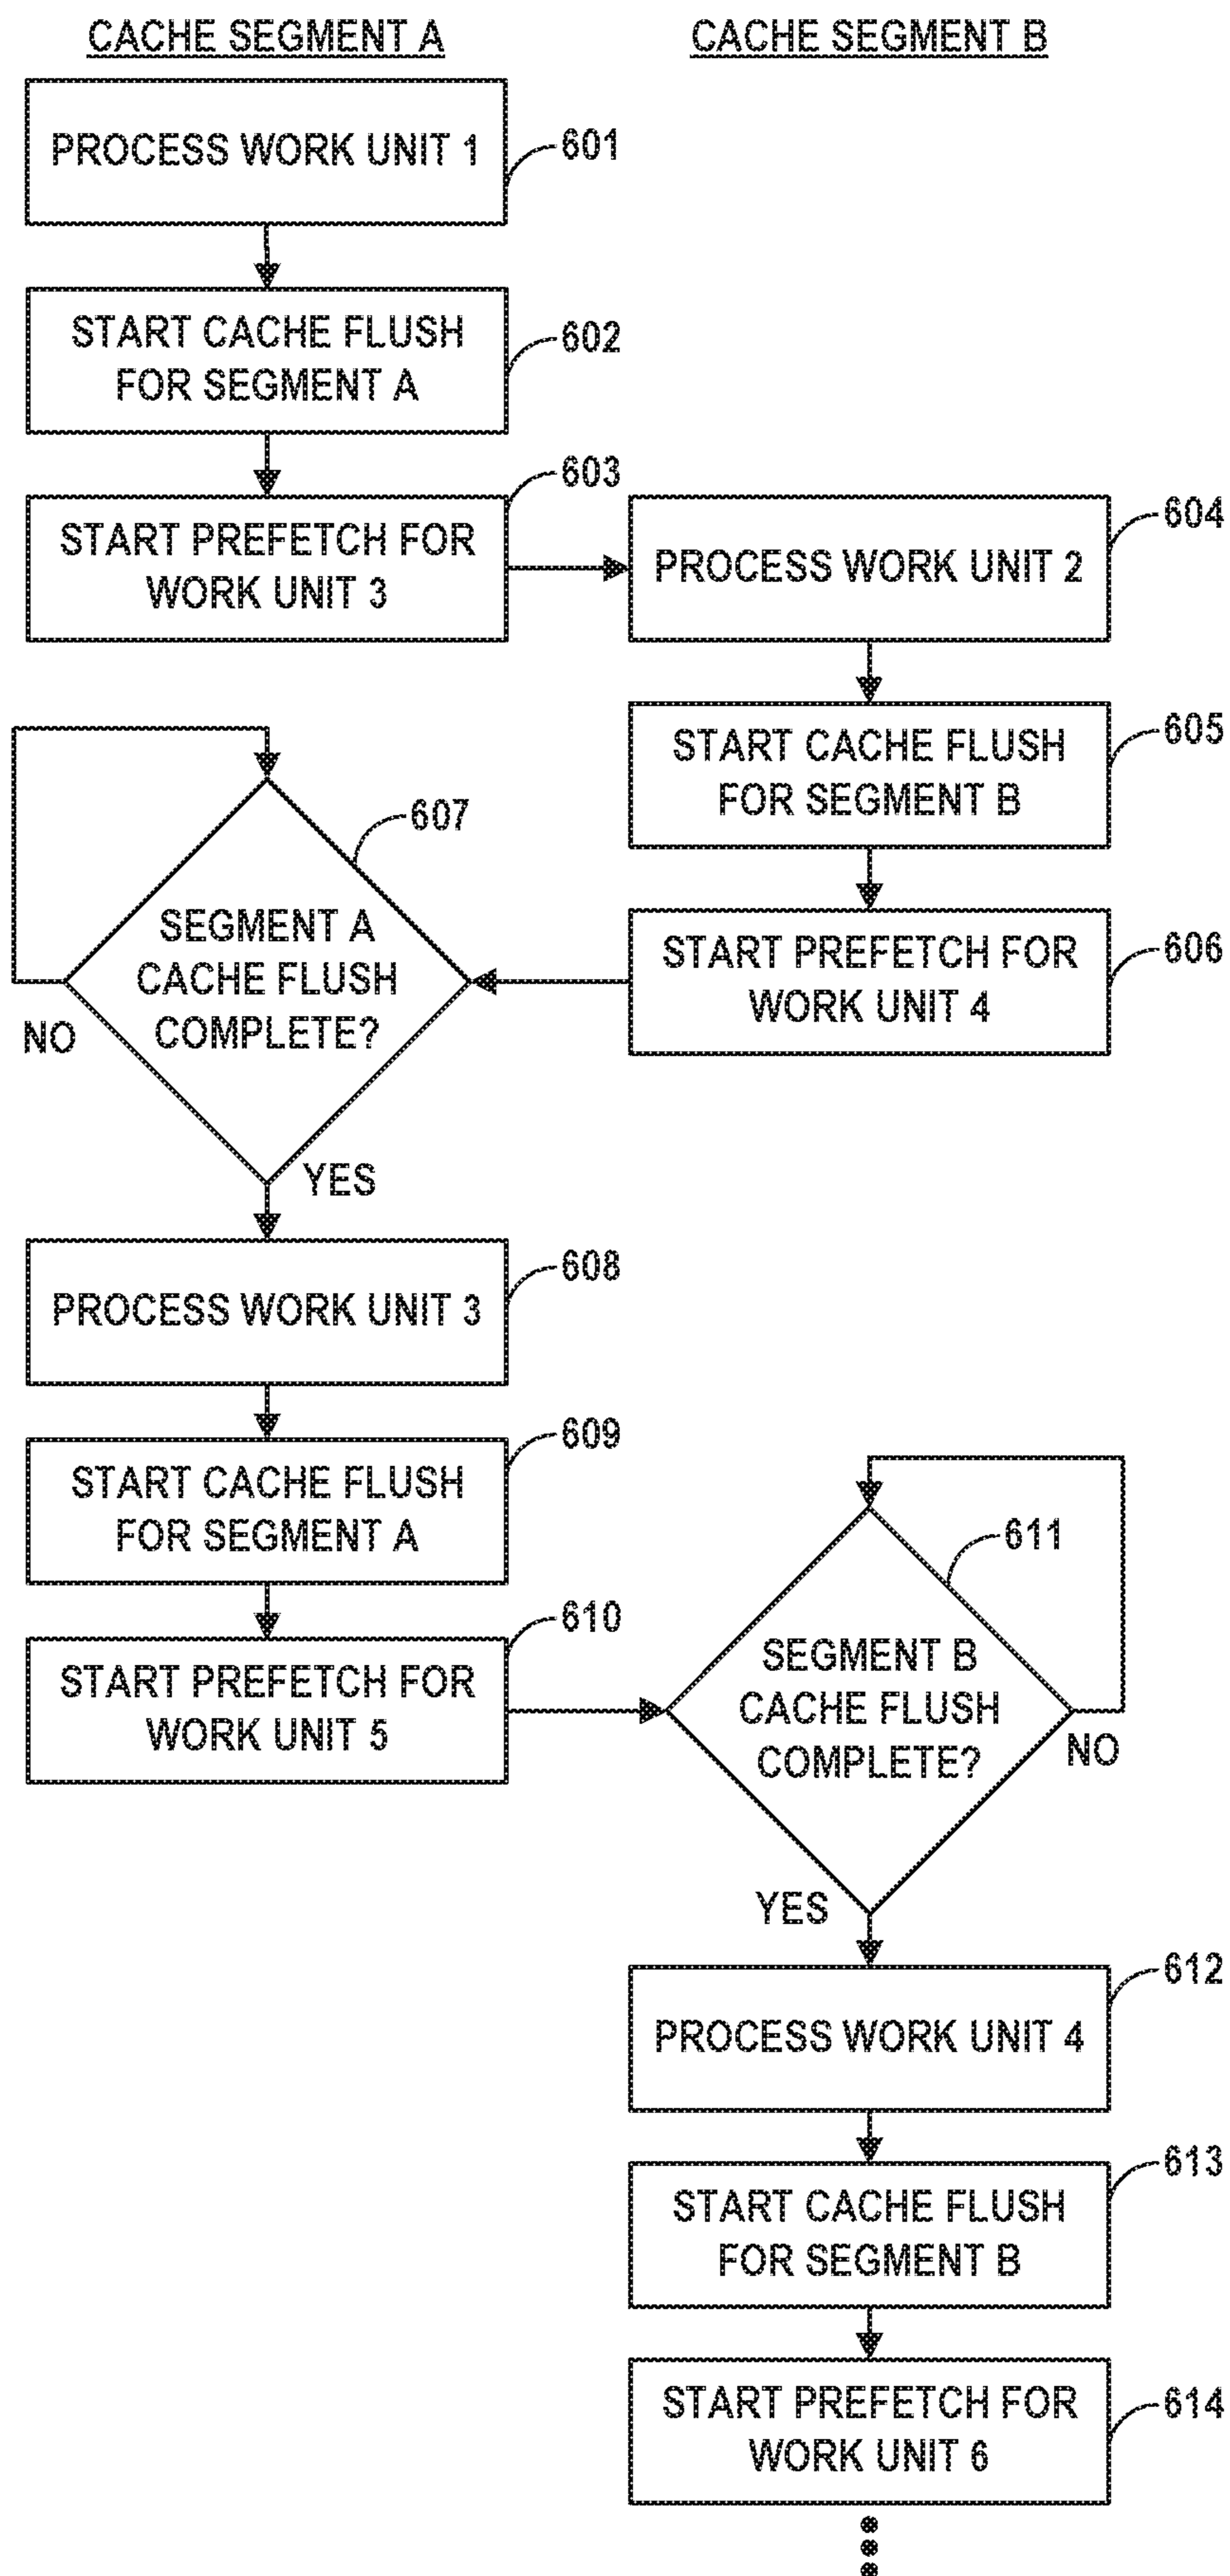 CACHE SEGMENT A
CACHE SEGMENT B
PROCESS WORK UNIT 1
601
START CACHE FLUSH
FOR SEGMENT A
602
START PREFETCH FOR
WORK UNIT 3
603
PROCESS WORK UNIT 2
604
START CACHE FLUSH
FOR SEGMENT B
605
START PREFETCH FOR
WORK UNIT 4
606
607
SEGMENT A
CACHE FLUSH
COMPLETE?
NO
YES
PROCESS WORK UNIT 3
608
START CACHE FLUSH
FOR SEGMENT A
609
START PREFETCH FOR
WORK UNIT 5
610
611
SEGMENT B
CACHE FLUSH
COMPLETE?
NO
YES
PROCESS WORK UNIT 4
612
START CACHE FLUSH
FOR SEGMENT B
613
START PREFETCH FOR
WORK UNIT 6
614